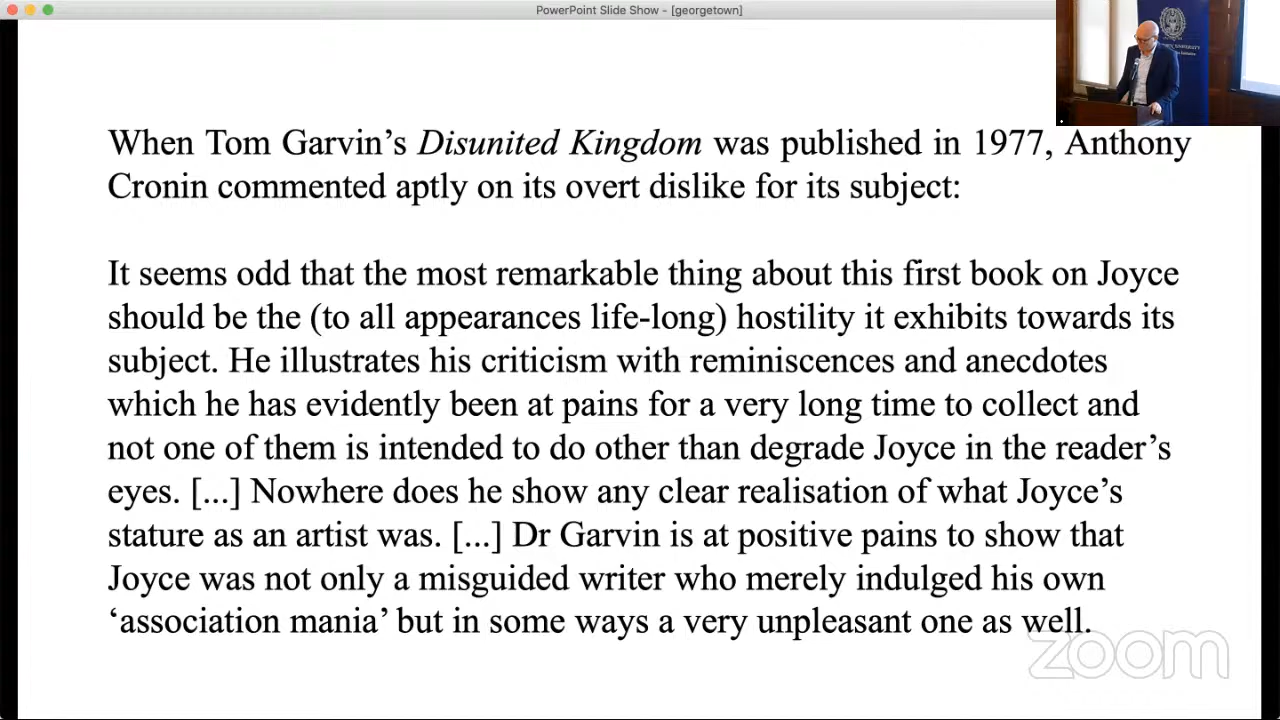 PowerPoint Slide Show - [georgetown]
When Tom Garvin’s Disunited Kingdom was published in 1977, Anthony
Cronin commented aptly on its overt dislike for its subject:
It seems odd that the most remarkable thing about this first book on Joyce
should be the (to all appearances life-long) hostility it exhibits towards its
subject. He illustrates his criticism with reminiscences and anecdotes
which he has evidently been at pains for a very long time to collect and
not one of them is intended to do other than degrade Joyce in the reader’s
eyes. [...] Nowhere does he show any clear realisation of what Joyce’s
stature as an artist was. [...] Dr Garvin is at positive pains to show that
Joyce was not only a misguided writer who merely indulged his own
‘association mania’ but in some ways a very unpleasant one as well.
zoom